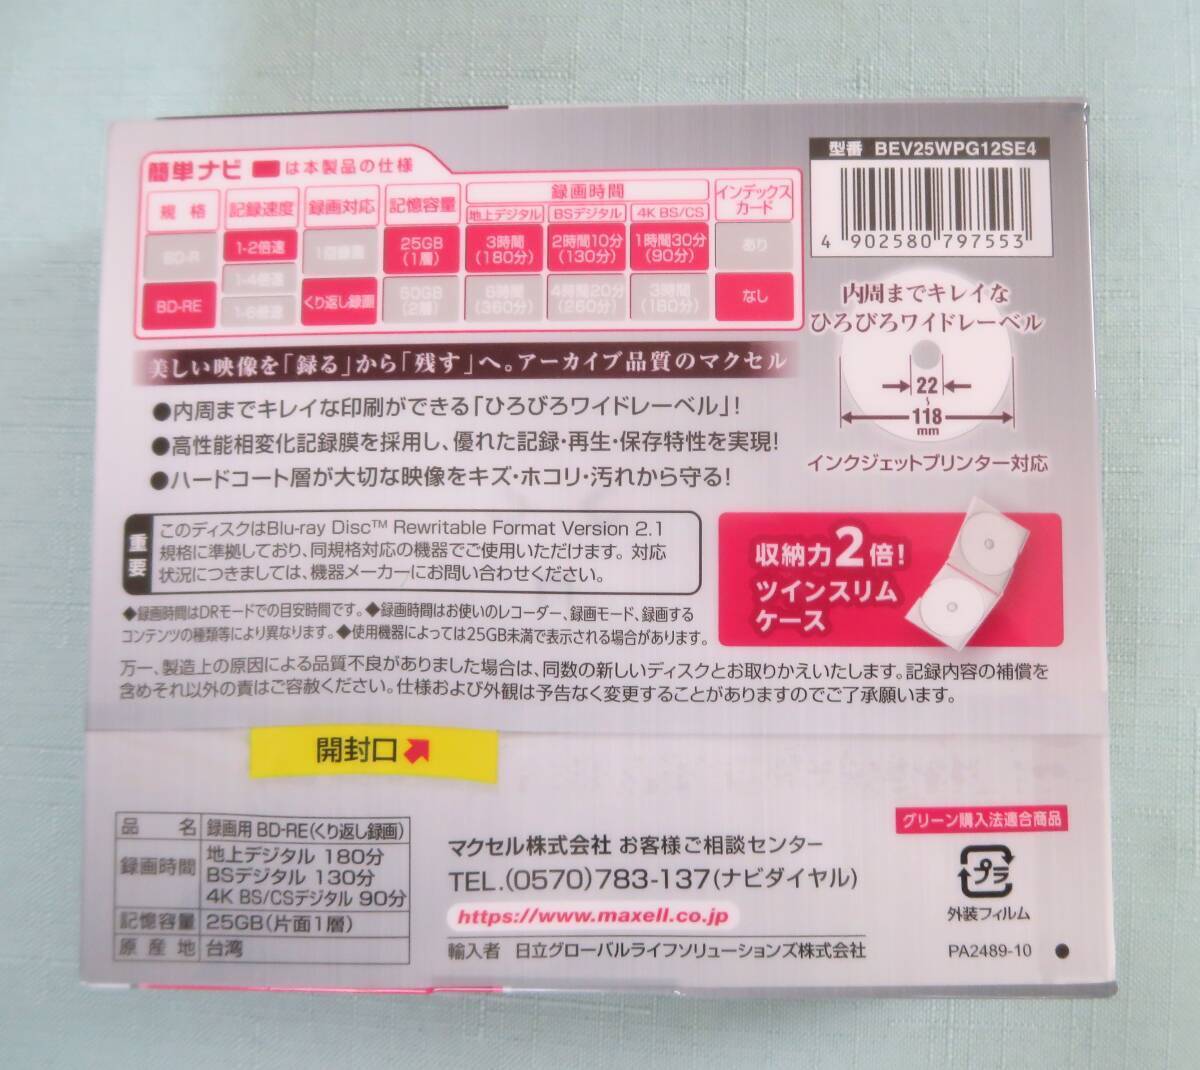 簡単ナビ は本製品の仕様
規格 記録速度 録画対応 記憶容量 録画時間 インデックスカード
地上デジタル BSデジタル 4K BS/CS
BD-R 1-2倍速 1回録画 25GB (1層) 3時間 (180分) 2時間10分 (130分) 1時間30分 (90分) あり
1-4倍速
BD-RE 1-6倍速 くり返し録画 50GB (2層) 6時間 (360分) 4時間20分 (260分) 3時間 (180分) なし
型番 BEV25WPG12SE4
4 902580 797553
内周までキレイな
ひろびろワイドレーベル
22
~
118
mm
インクジェットプリンター対応
美しい映像を「録る」から「残す」へ。アーカイブ品質のマクセル
●内周までキレイな印刷ができる「ひろびろワイドレーベル」!
●高性能相変化記録膜を採用し、優れた記録・再生・保存特性を実現!
●ハードコート層が大切な映像をキズ・ホコリ・汚れから守る!
重要
このディスクはBlu-ray Disc™ Rewritable Format Version 2.1
規格に準拠しており、同規格対応の機器でご使用いただけます。対応
状況につきましては、機器メーカーにお問い合わせください。
収納力2倍!
ツインスリム
ケース
◆録画時間はDRモードでの目安時間です。◆録画時間はお使いのレコーダー、録画モード、録画する
コンテンツの種類等により異なります。◆使用機器によっては25GB未満で表示される場合があります。
万一、製造上の原因による品質不良がありました場合は、同数の新しいディスクとお取りかえいたします。記録内容の補償を
含めそれ以外の責はご容赦ください。仕様および外観は予告なく変更することがありますのでご了承願います。
開封口
品名 録画用 BD-RE(くり返し録画)
録画時間 地上デジタル 180分
BSデジタル 130分
4K BS/CSデジタル 90分
記憶容量 25GB(片面1層)
原産地 台湾
マクセル株式会社 お客様ご相談センター
TEL.(0570)783-137(ナビダイヤル)
https://www.maxell.co.jp
輸入者 日立グローバルライフソリューションズ株式会社
グリーン購入法適合商品
プラ
外装フィルム
PA2489-10 ●